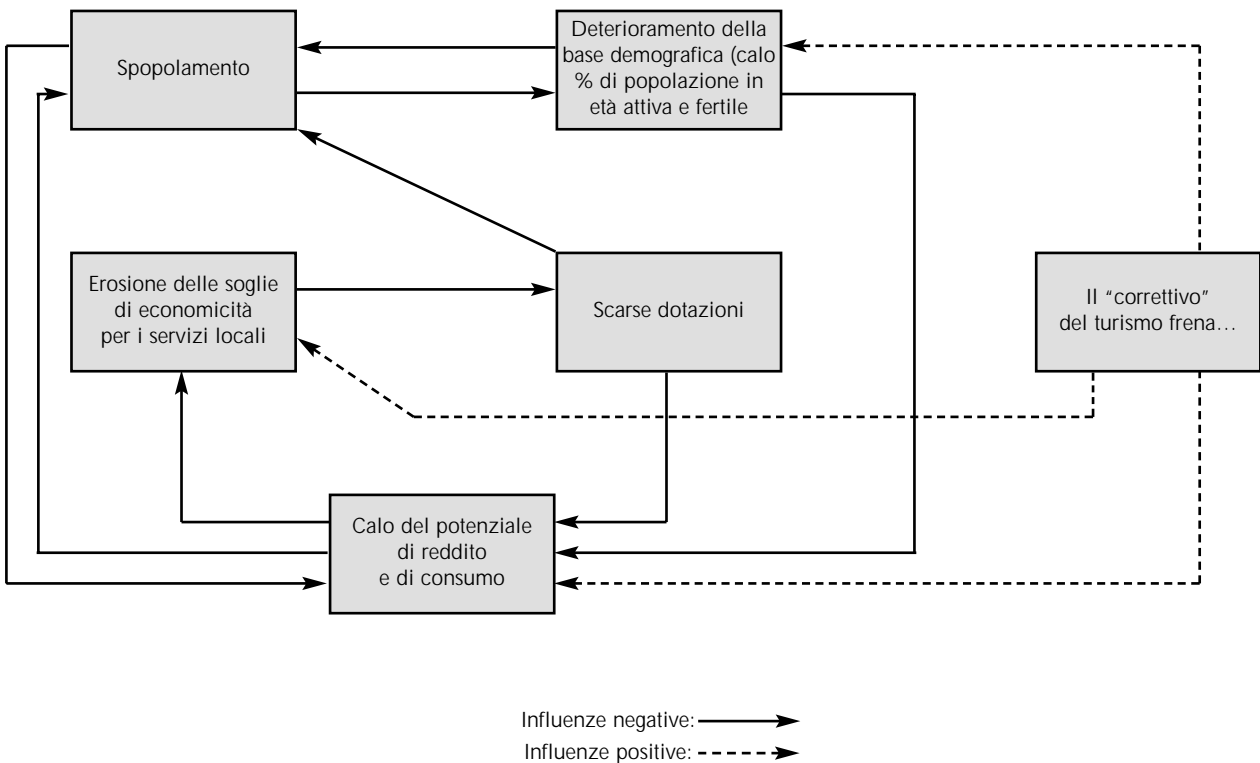 Spopolamento
Deterioramento della
base demografica (calo
% di popolazione in
età attiva e fertile
Erosione delle soglie
di economicità
per i servizi locali
Scarse dotazioni
Il “correttivo”
del turismo frena…
Calo del potenziale
di reddito
e di consumo
Influenze negative:
Influenze positive: